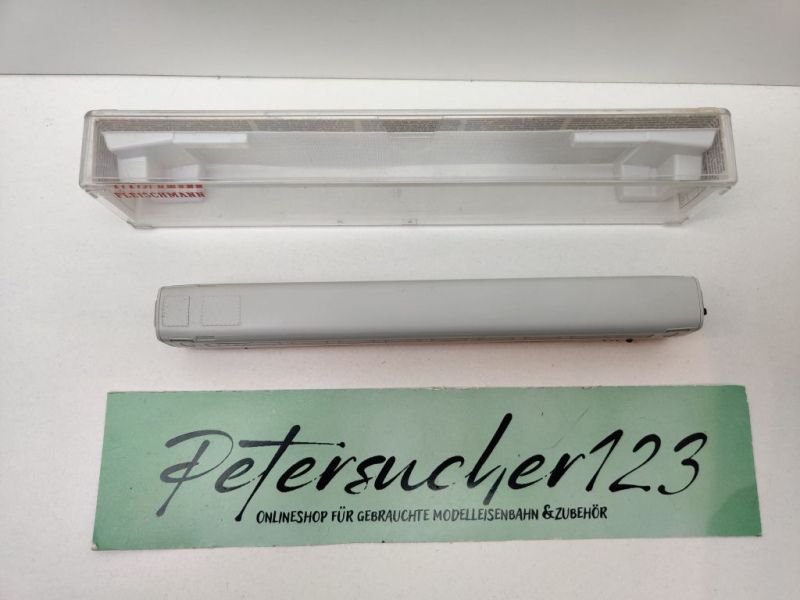 FLEISCHMANN
Petersucher123
ONLINESHOP FÜR GEBRAUCHTE MODELLEISENBAHN & ZUBEHÖR